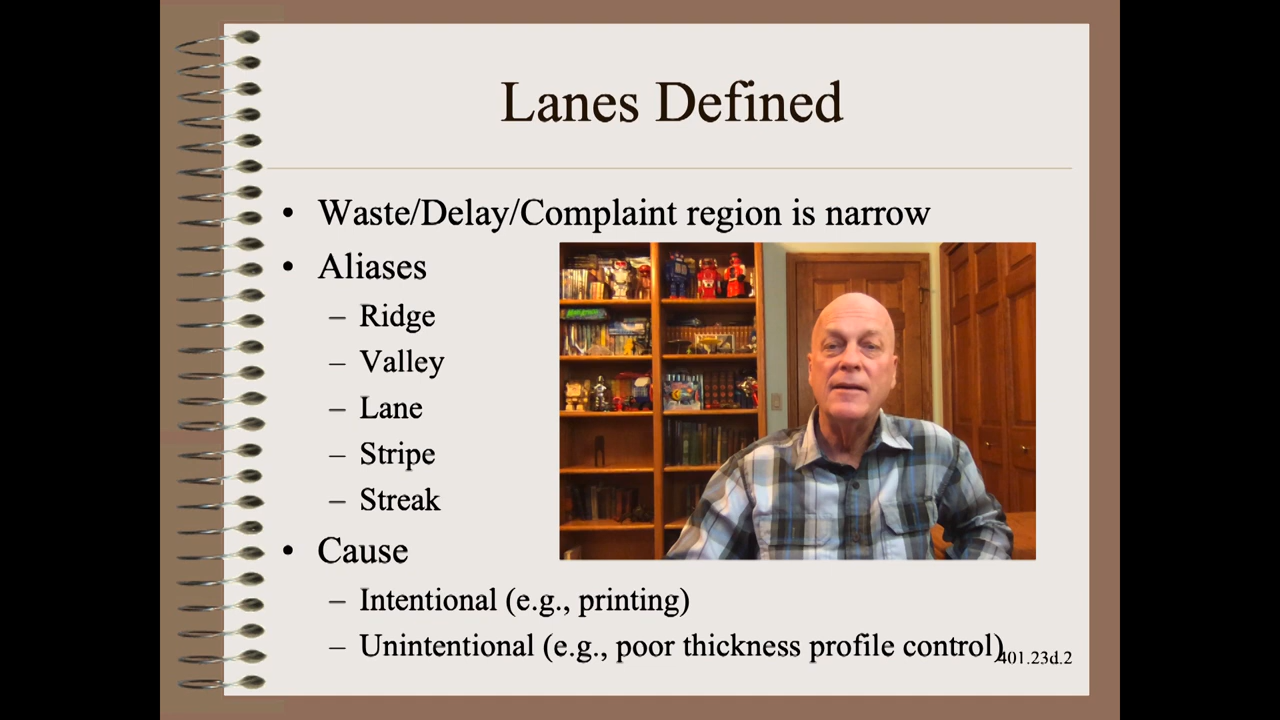 Lanes Defined
• Waste/Delay/Complaint region is narrow
• Aliases
– Ridge
– Valley
– Lane
– Stripe
– Streak
• Cause
– Intentional (e.g., printing)
– Unintentional (e.g., poor thickness profile control)
401.23d.2